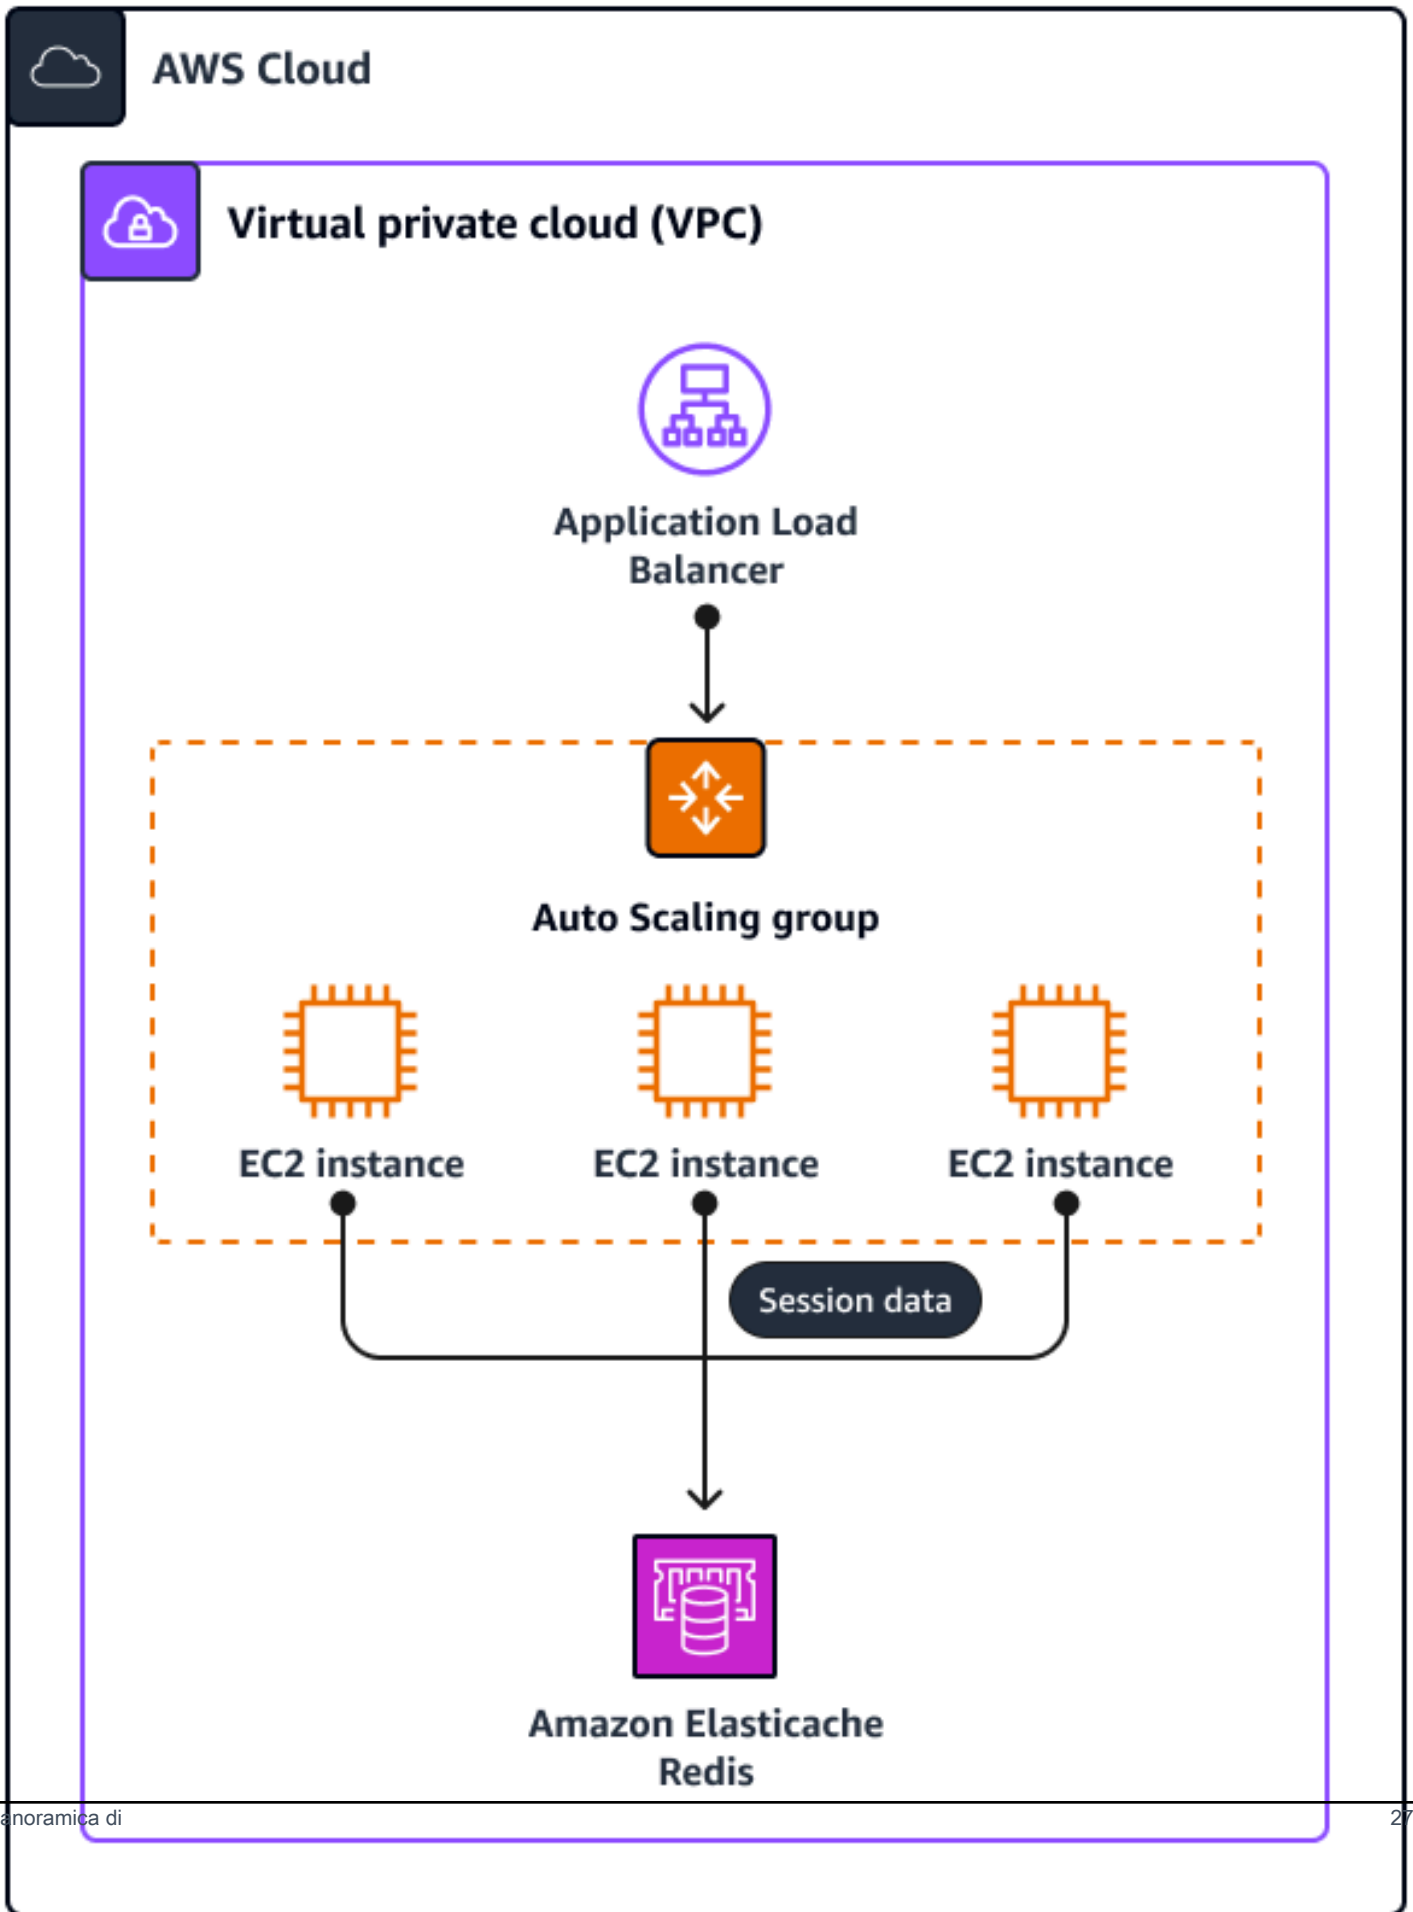 AWS Cloud
Virtual private cloud (VPC)
Application Load
Balancer
Auto Scaling group
EC2 instance EC2 instance EC2 instance
Session data
Amazon Elasticache
Redis
anoramica di 27